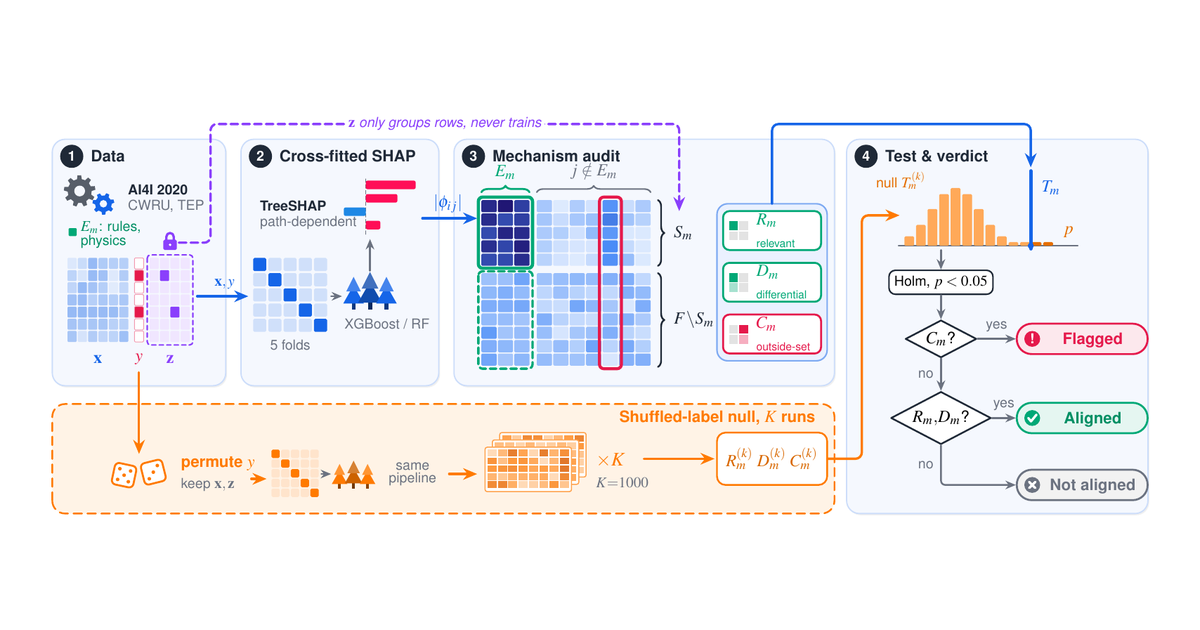 z only groups rows, never trains
1 Data
AI4I 2020
CWRU, TEP
E_m: rules,
physics
x y z
x, y
2 Cross-fitted SHAP
TreeSHAP
path-dependent
XGBoost / RF
5 folds
|ϕ_ij|
3 Mechanism audit
E_m
j ∉ E_m
S_m
F\S_m
R_m
relevant
D_m
differential
C_m
outside-set
4 Test & verdict
null T_m^(k)
T_m
p
Holm, p < 0.05
C_m?
yes
Flagged
no
R_m, D_m?
yes
Aligned
no
Not aligned
Shuffled-label null, K runs
permute y
keep x, z
same
pipeline
×K
K=1000
R_m^(k) D_m^(k) C_m^(k)